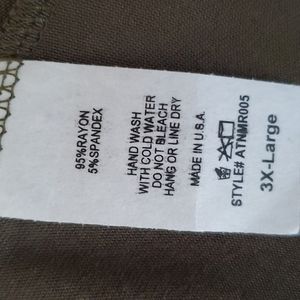 95%RAYON
5%SPANDEX
HAND WASH
WITH COLD WATER
DO NOT BLEACH
HANG OR LINE DRY
MADE IN U.S.A.
STYLE# ATNMR005
3X-Large